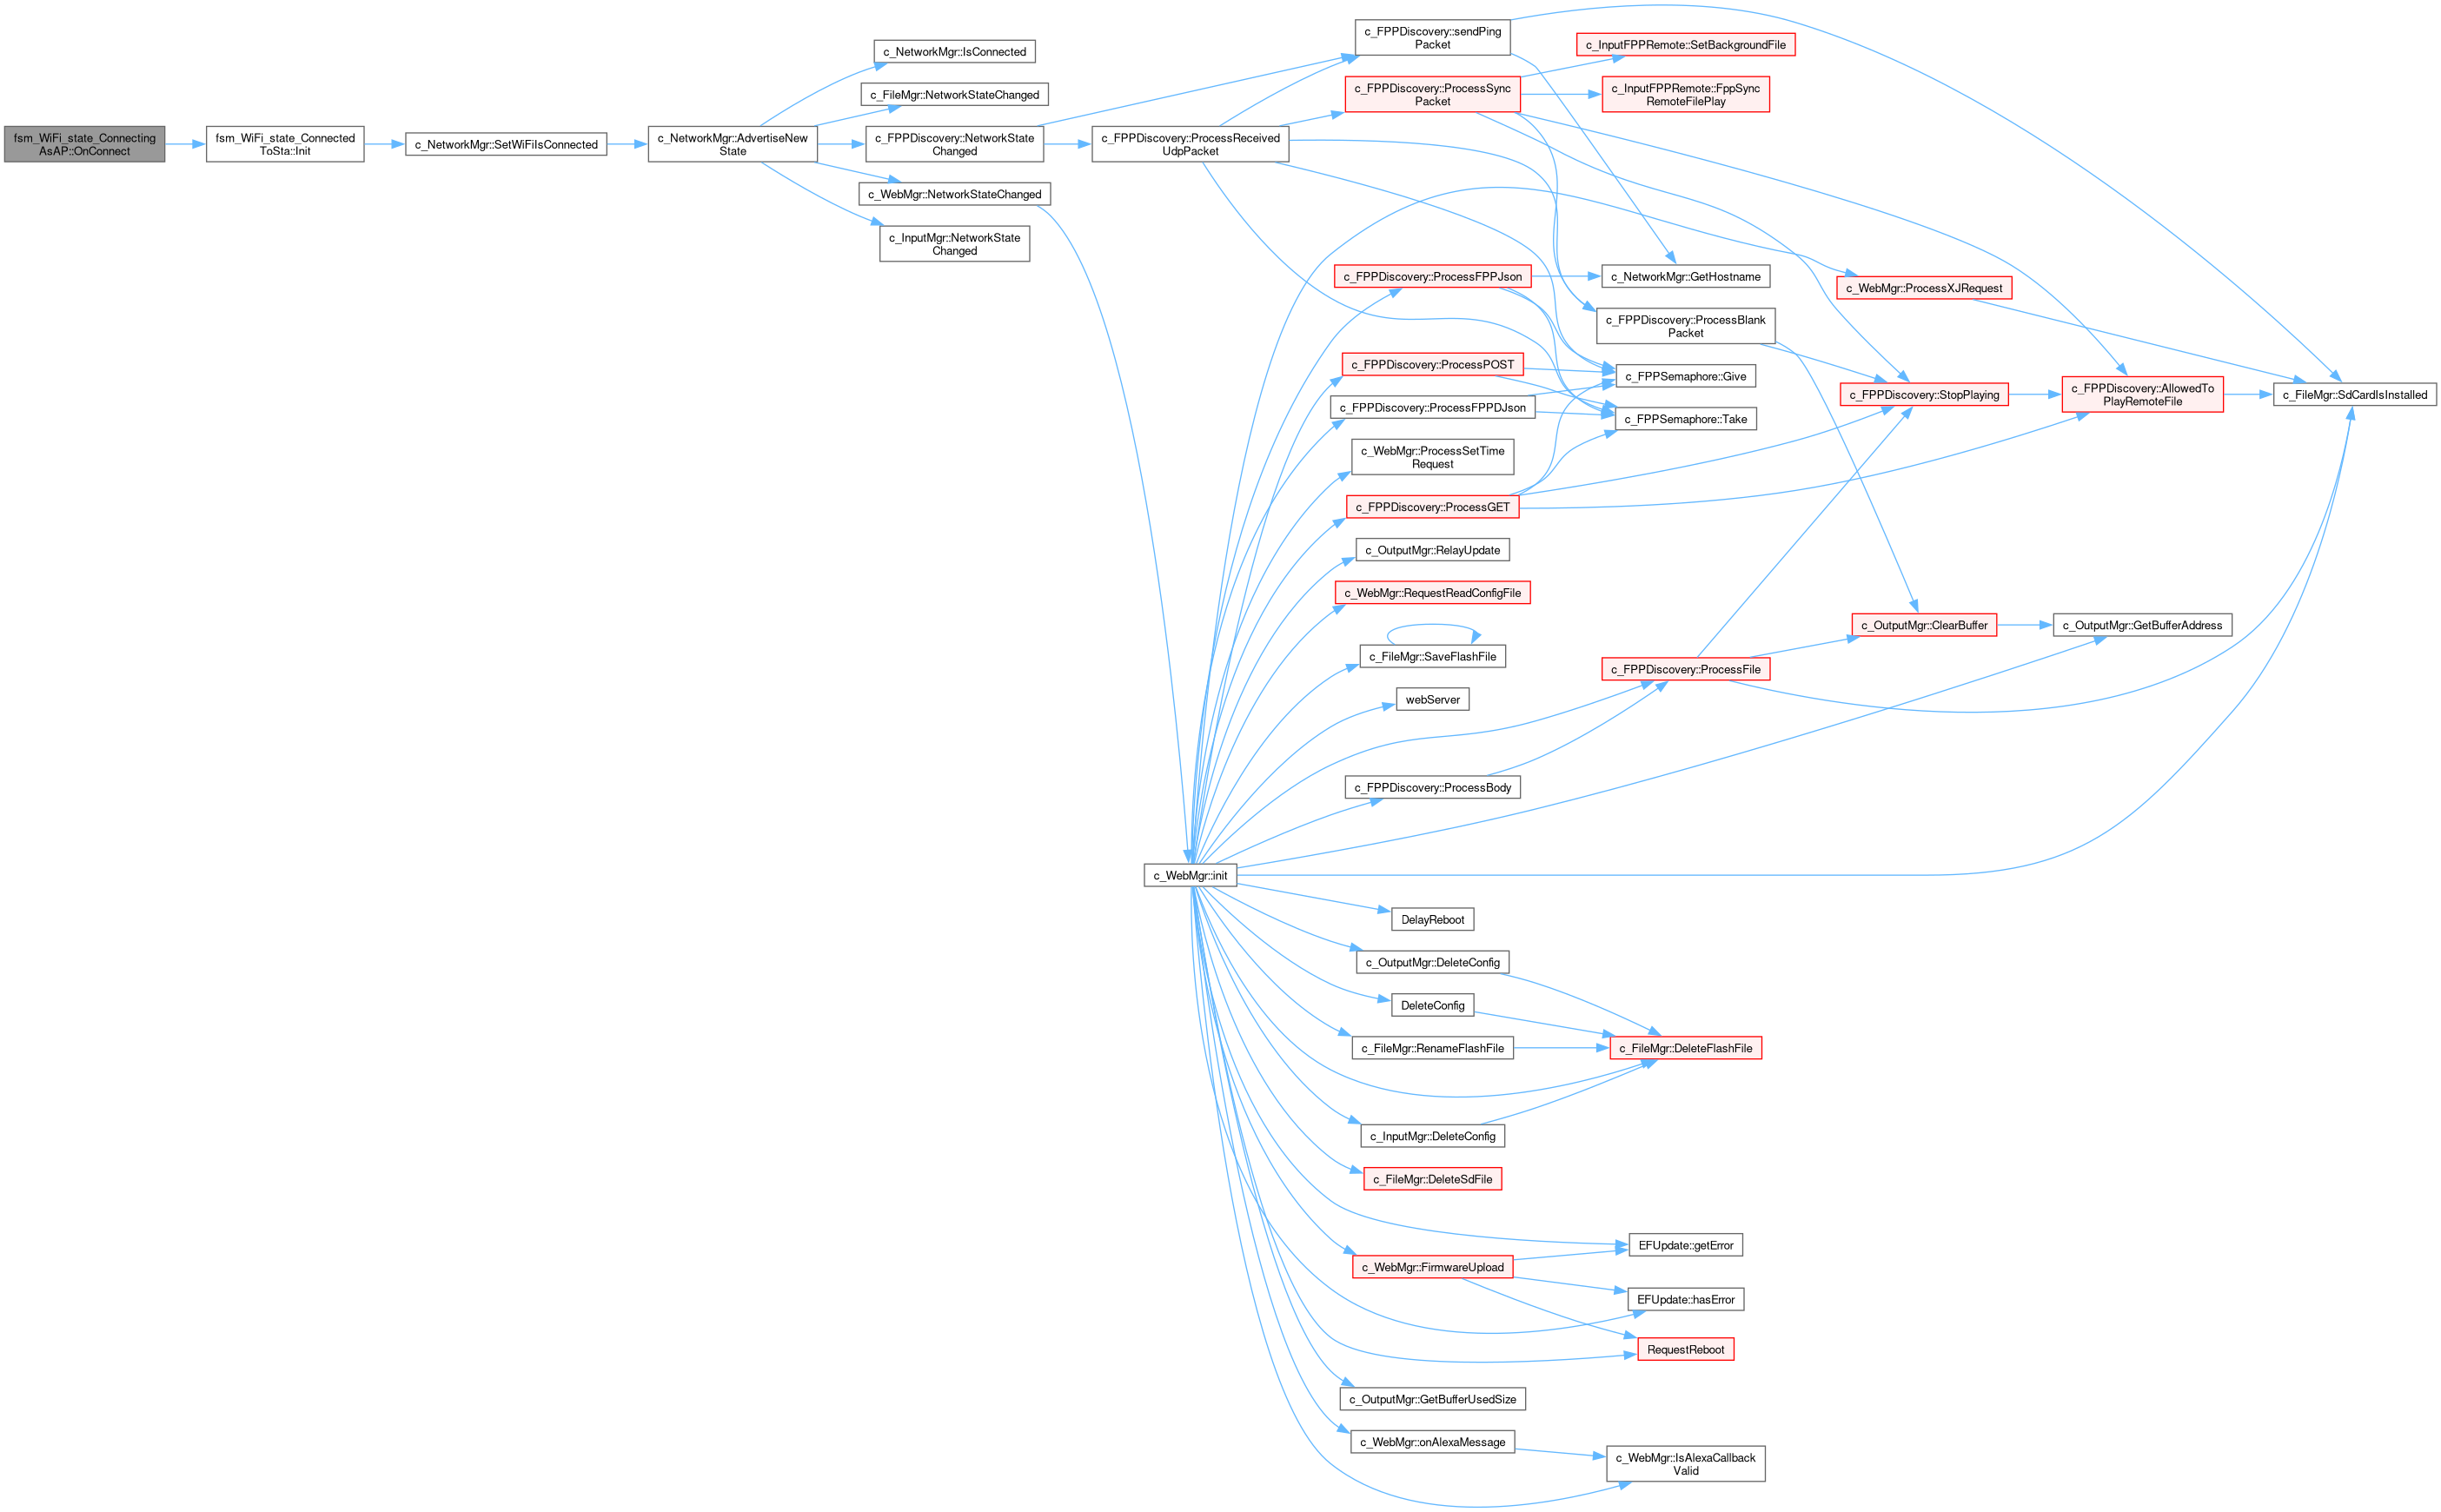 fsm_WiFi_state_Connecting
AsAP::OnConnect
fsm_WiFi_state_Connected
ToSta::Init
c_NetworkMgr::SetWiFiIsConnected
c_NetworkMgr::AdvertiseNew
State
c_NetworkMgr::IsConnected
c_FileMgr::NetworkStateChanged
c_FPPDiscovery::NetworkState
Changed
c_WebMgr::NetworkStateChanged
c_InputMgr::NetworkState
Changed
c_FPPDiscovery::ProcessReceived
UdpPacket
c_WebMgr::init
c_FPPDiscovery::sendPing
Packet
c_FPPDiscovery::ProcessSync
Packet
c_FPPDiscovery::ProcessFPPJson
c_FPPDiscovery::ProcessPOST
c_FPPDiscovery::ProcessFPPDJson
c_WebMgr::ProcessSetTime
Request
c_FPPDiscovery::ProcessGET
c_OutputMgr::RelayUpdate
c_WebMgr::RequestReadConfigFile
c_FileMgr::SaveFlashFile
webServer
c_FPPDiscovery::ProcessBody
DelayReboot
c_OutputMgr::DeleteConfig
DeleteConfig
c_FileMgr::RenameFlashFile
c_InputMgr::DeleteConfig
c_FileMgr::DeleteSdFile
c_WebMgr::FirmwareUpload
c_OutputMgr::GetBufferUsedSize
c_WebMgr::onAlexaMessage
c_InputFPPRemote::SetBackgroundFile
c_InputFPPRemote::FppSync
RemoteFilePlay
c_NetworkMgr::GetHostname
c_FPPDiscovery::ProcessBlank
Packet
c_FPPSemaphore::Give
c_FPPSemaphore::Take
c_FPPDiscovery::ProcessFile
c_FileMgr::DeleteFlashFile
EFUpdate::getError
EFUpdate::hasError
RequestReboot
c_WebMgr::IsAlexaCallback
Valid
c_WebMgr::ProcessXJRequest
c_FPPDiscovery::StopPlaying
c_OutputMgr::ClearBuffer
c_FPPDiscovery::AllowedTo
PlayRemoteFile
c_OutputMgr::GetBufferAddress
c_FileMgr::SdCardIsInstalled